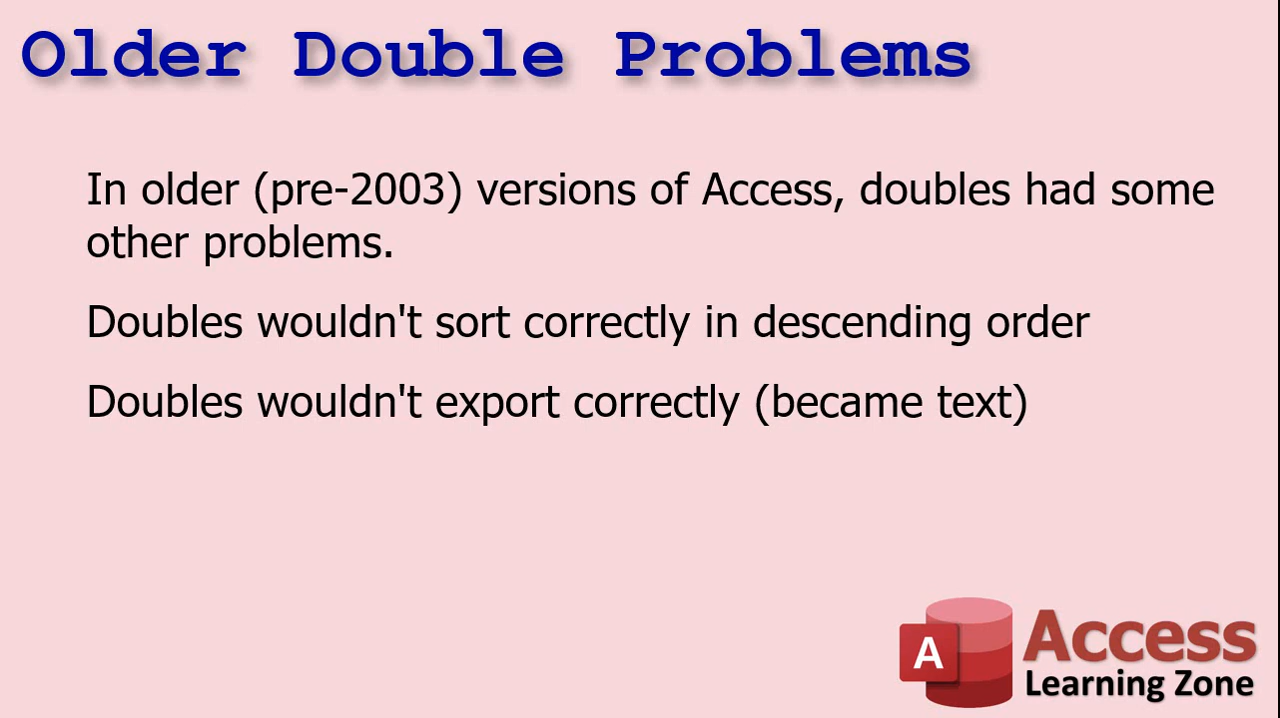 Older Double Problems
In older (pre-2003) versions of Access, doubles had some
other problems.
Doubles wouldn't sort correctly in descending order
Doubles wouldn't export correctly (became text)
A
Access
Learning Zone